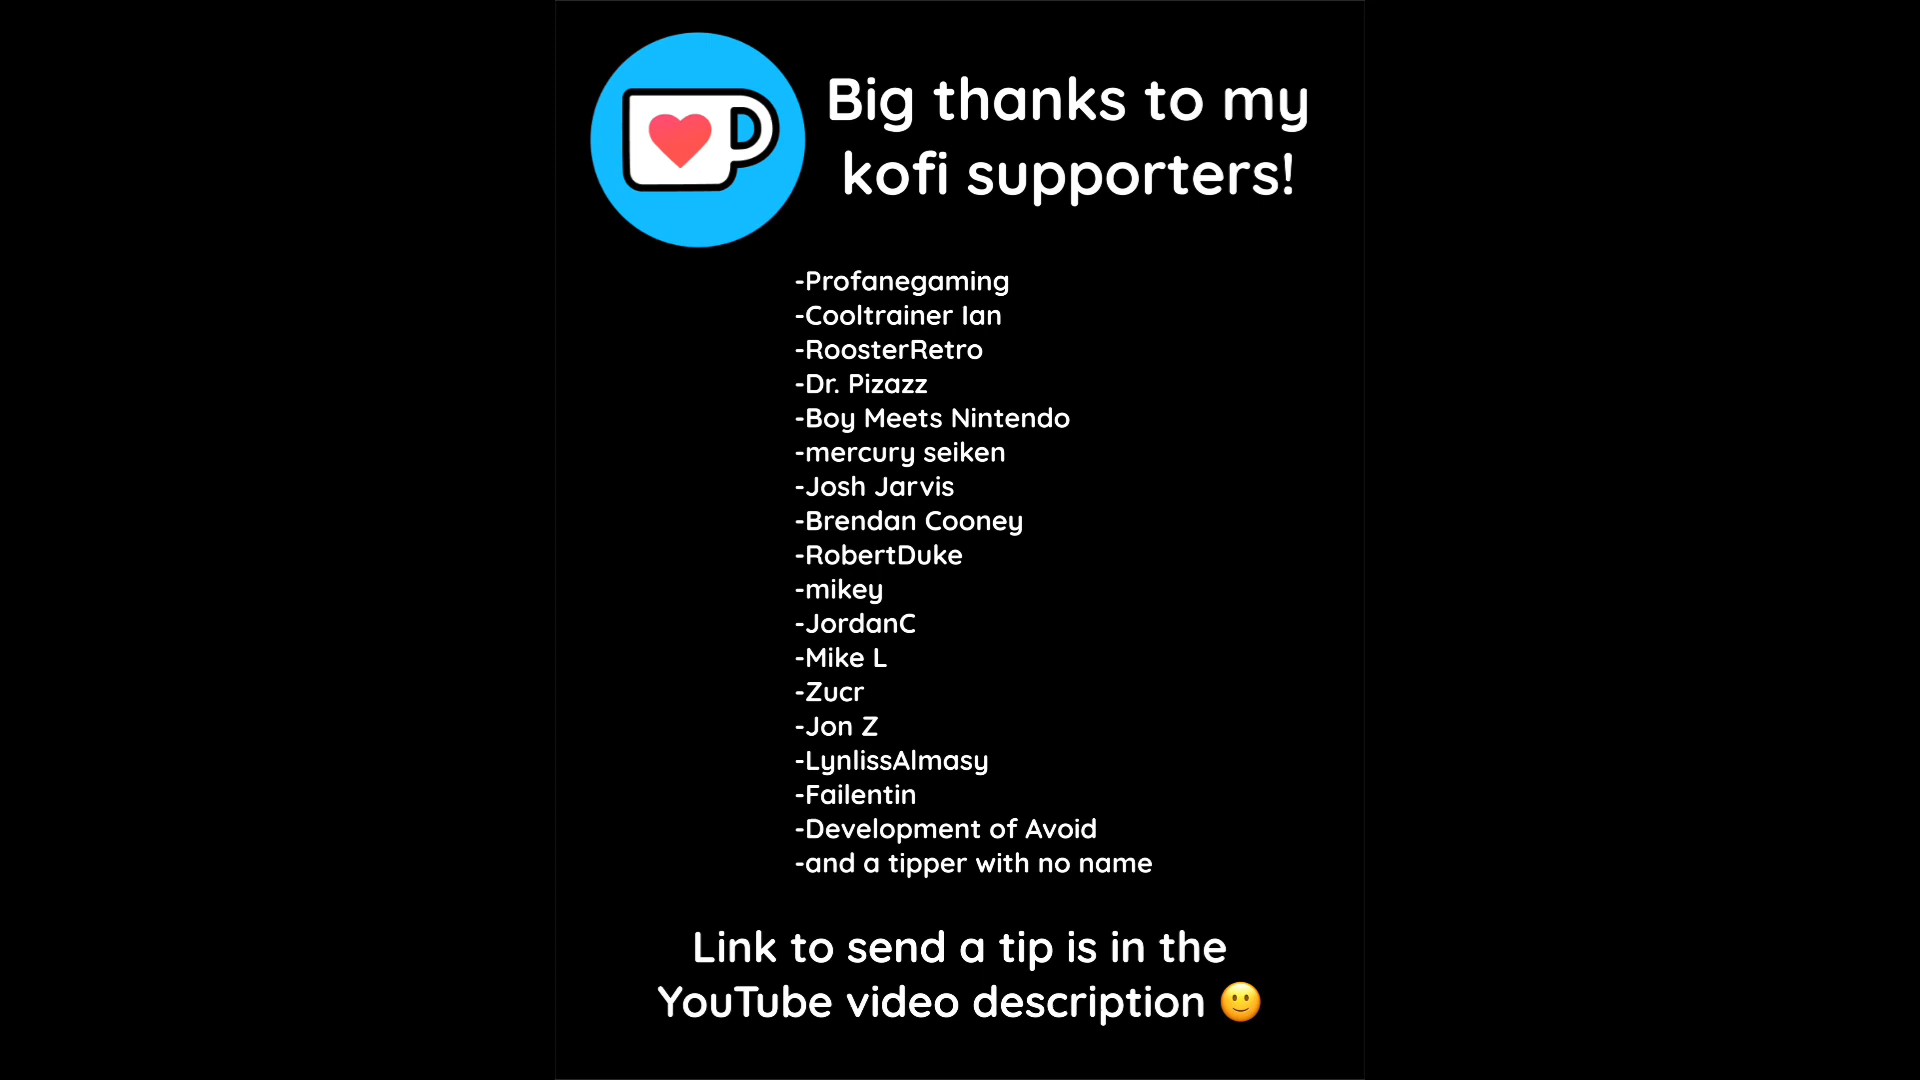 Big thanks to my
kofi supporters!
-Profanegaming
-Cooltrainer Ian
-RoosterRetro
-Dr. Pizazz
-Boy Meets Nintendo
-mercury seiken
-Josh Jarvis
-Brendan Cooney
-RobertDuke
-mikey
-JordanC
-Mike L
-Zucr
-Jon Z
-LynlissAlmasy
-Failentin
-Development of Avoid
-and a tipper with no name
Link to send a tip is in the
YouTube video description 🙂